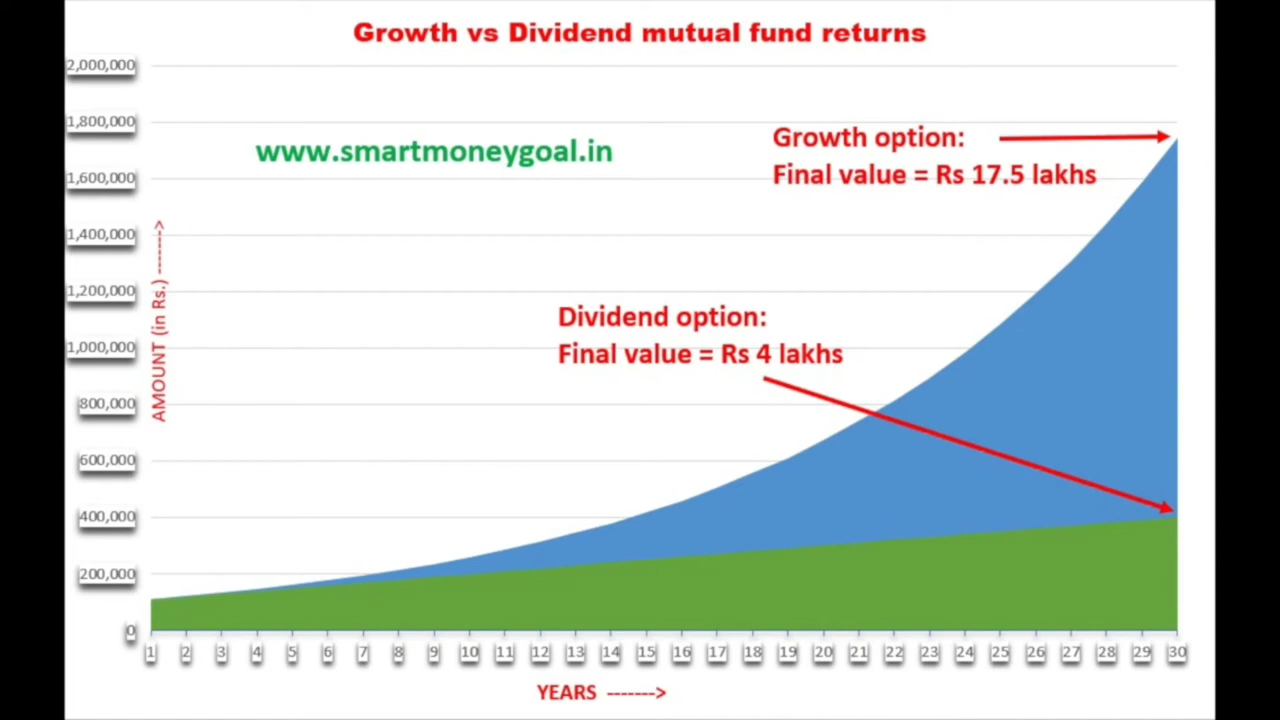 Growth vs Dividend mutual fund returns
2,000,000
1,800,000
1,600,000
1,400,000
1,200,000
1,000,000
800,000
600,000
400,000
200,000
0
AMOUNT (in Rs.) ------->
www.smartmoneygoal.in
Growth option:
Final value = Rs 17.5 lakhs
Dividend option:
Final value = Rs 4 lakhs
1 2 3 4 5 6 7 8 9 10 11 12 13 14 15 16 17 18 19 20 21 22 23 24 25 26 27 28 29 30
YEARS ------->